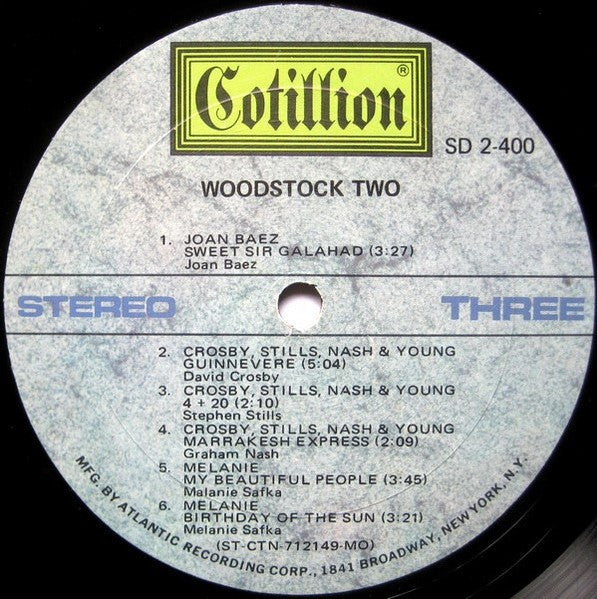 Cotillion®
SD 2-400
WOODSTOCK TWO
1. JOAN BAEZ
SWEET SIR GALAHAD (3:27)
Joan Baez
STEREO THREE
2. CROSBY, STILLS, NASH & YOUNG
GUINNEVERE (5:04)
David Crosby
3. CROSBY, STILLS, NASH & YOUNG
4 + 20 (2:10)
Stephen Stills
4. CROSBY, STILLS, NASH & YOUNG
MARRAKESH EXPRESS (2:09)
Graham Nash
5. MELANIE
MY BEAUTIFUL PEOPLE (3:45)
Malanie Safka
6. MELANIE
BIRTHDAY OF THE SUN (3:21)
Melanie Safka
(ST-CTN-712149-MO)
MFG. BY ATLANTIC RECORDING CORP., 1841 BROADWAY, NEW YORK, N.Y.